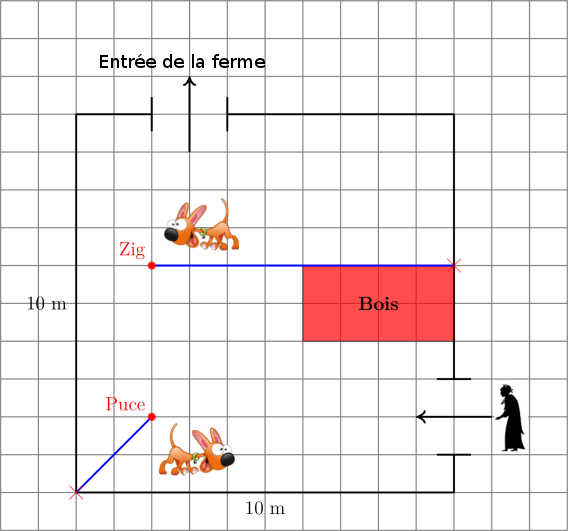 Entrée de la ferme
Zig
Bois
10 m
Puce
10 m